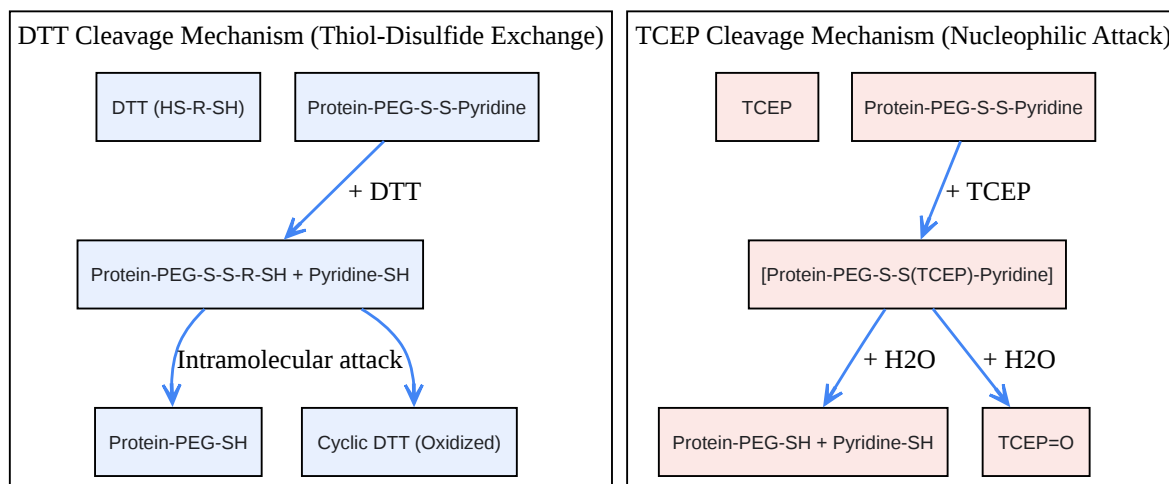 DTT Cleavage Mechanism (Thiol-Disulfide Exchange)
DTT (HS-R-SH)
Protein-PEG-S-S-Pyridine
+ DTT
Protein-PEG-S-S-R-SH + Pyridine-SH
Intramolecular attack
Protein-PEG-SH
Cyclic DTT (Oxidized)
TCEP Cleavage Mechanism (Nucleophilic Attack)
TCEP
Protein-PEG-S-S-Pyridine
+ TCEP
[Protein-PEG-S-S(TCEP)-Pyridine]
+ H2O
+ H2O
Protein-PEG-SH + Pyridine-SH
TCEP=O